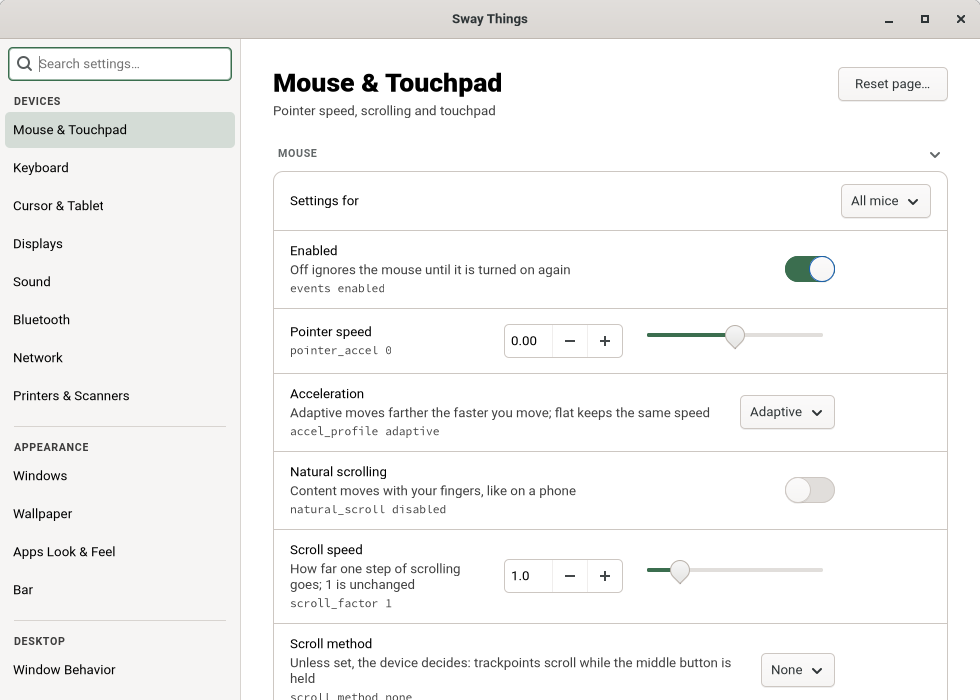 Sway Things
Search settings…
DEVICES
Mouse & Touchpad
Keyboard
Cursor & Tablet
Displays
Sound
Bluetooth
Network
Printers & Scanners
APPEARANCE
Windows
Wallpaper
Apps Look & Feel
Bar
DESKTOP
Window Behavior
Mouse & Touchpad
Pointer speed, scrolling and touchpad
Reset page…
MOUSE
Settings for
All mice
Enabled
Off ignores the mouse until it is turned on again
events enabled
Pointer speed
pointer_accel 0
0.00
Acceleration
Adaptive moves farther the faster you move; flat keeps the same speed
accel_profile adaptive
Adaptive
Natural scrolling
Content moves with your fingers, like on a phone
natural_scroll disabled
Scroll speed
How far one step of scrolling
goes; 1 is unchanged
scroll_factor 1
1.0
Scroll method
Unless set, the device decides: trackpoints scroll while the middle button is
held
scroll_method none
None